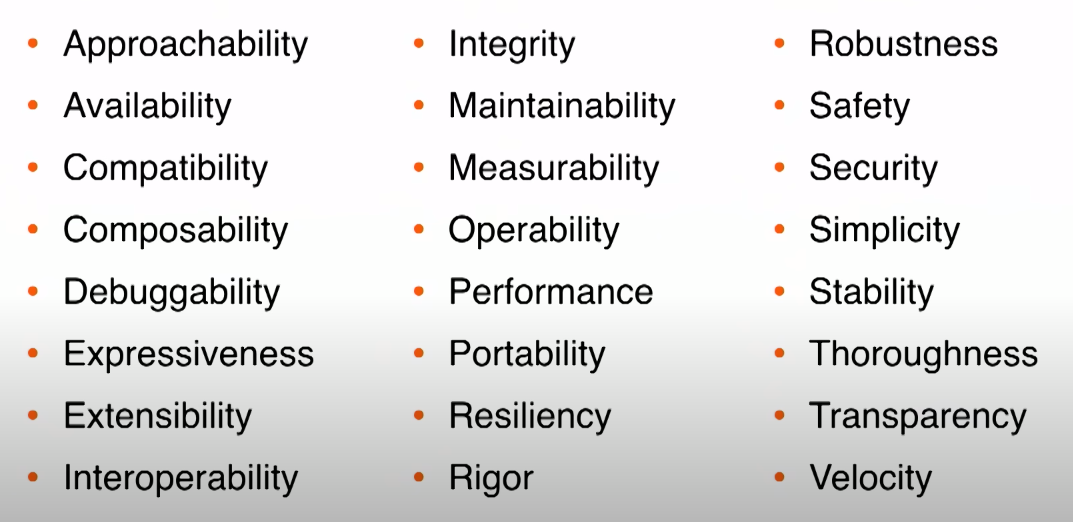 • Approachability
• Availability
• Compatibility
• Composability
• Debuggability
• Expressiveness
• Extensibility
• Interoperability
• Integrity
• Maintainability
• Measurability
• Operability
• Performance
• Portability
• Resiliency
• Rigor
• Robustness
• Safety
• Security
• Simplicity
• Stability
• Thoroughness
• Transparency
• Velocity